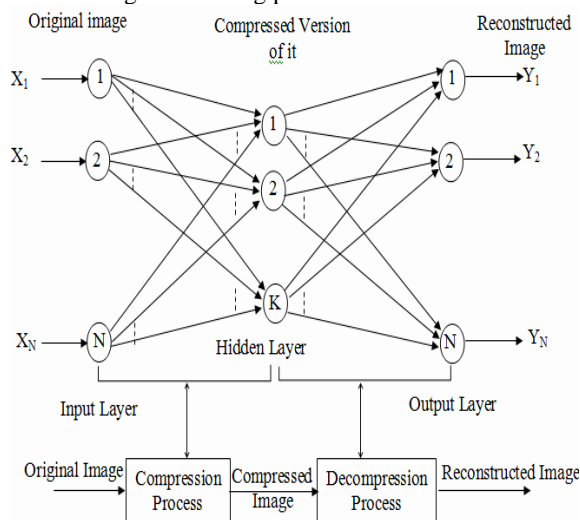 Original image
Compressed Version
of it
Reconstructed
Image
X1
1
1
1
Y1
X2
2
2
2
Y2
XN
N
K
N
YN
Hidden Layer
Input Layer
Output Layer
Original Image
Compression
Process
Compressed
Image
Decompression
Process
Reconstructed Image